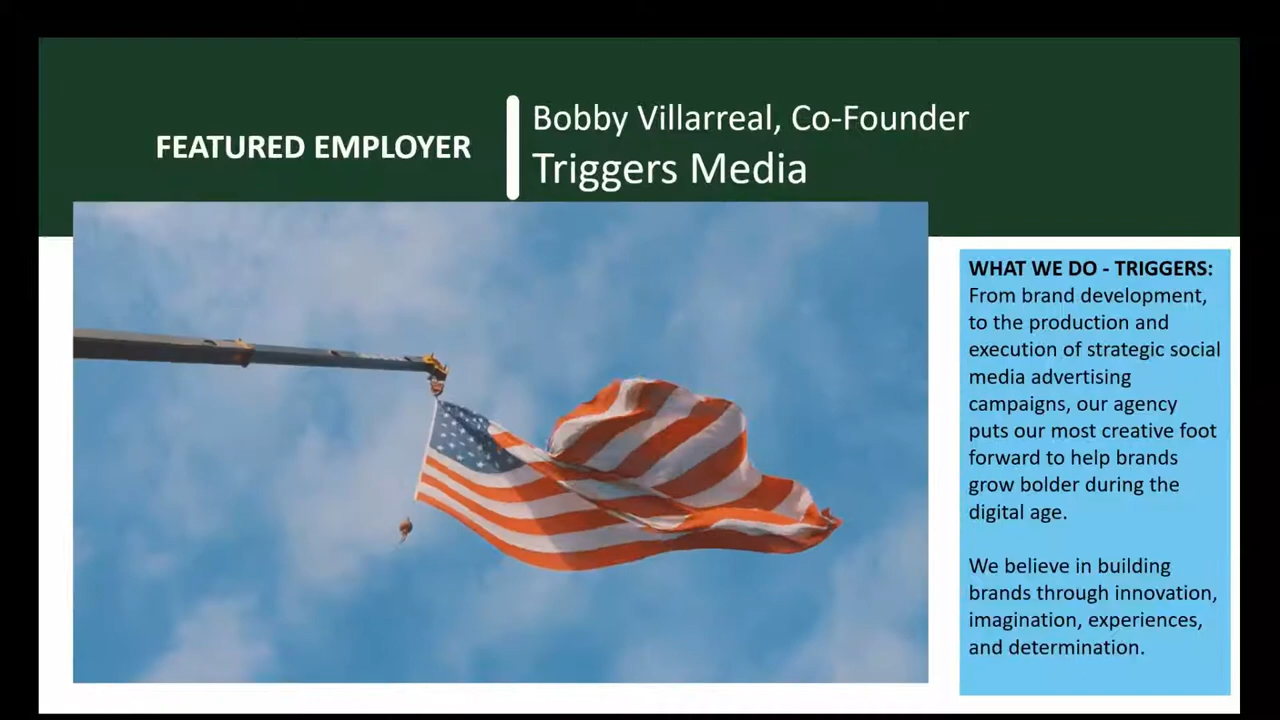 FEATURED EMPLOYER
Bobby Villarreal, Co-Founder
Triggers Media
WHAT WE DO - TRIGGERS:
From brand development,
to the production and
execution of strategic social
media advertising
campaigns, our agency
puts our most creative foot
forward to help brands
grow bolder during the
digital age.
We believe in building
brands through innovation,
imagination, experiences,
and determination.